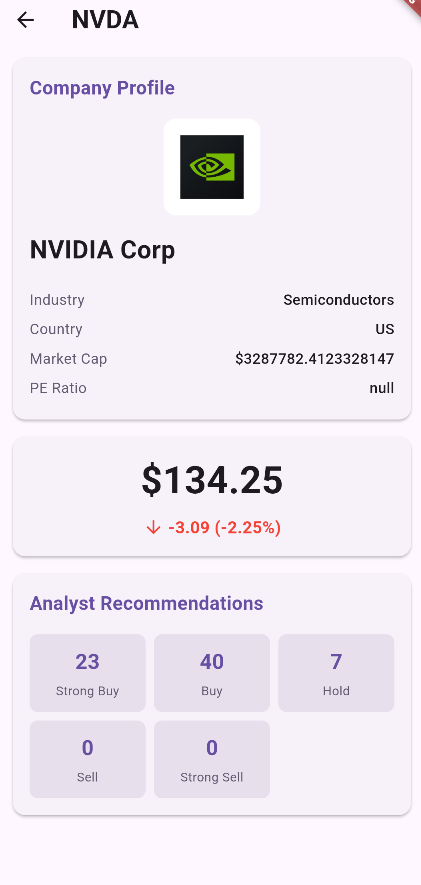 NVDA
Company Profile
NVIDIA Corp
Industry Semiconductors
Country US
Market Cap $3287782.4123328147
PE Ratio null
$134.25
↓ -3.09 (-2.25%)
Analyst Recommendations
23 40 7
Strong Buy Buy Hold
0 0
Sell Strong Sell